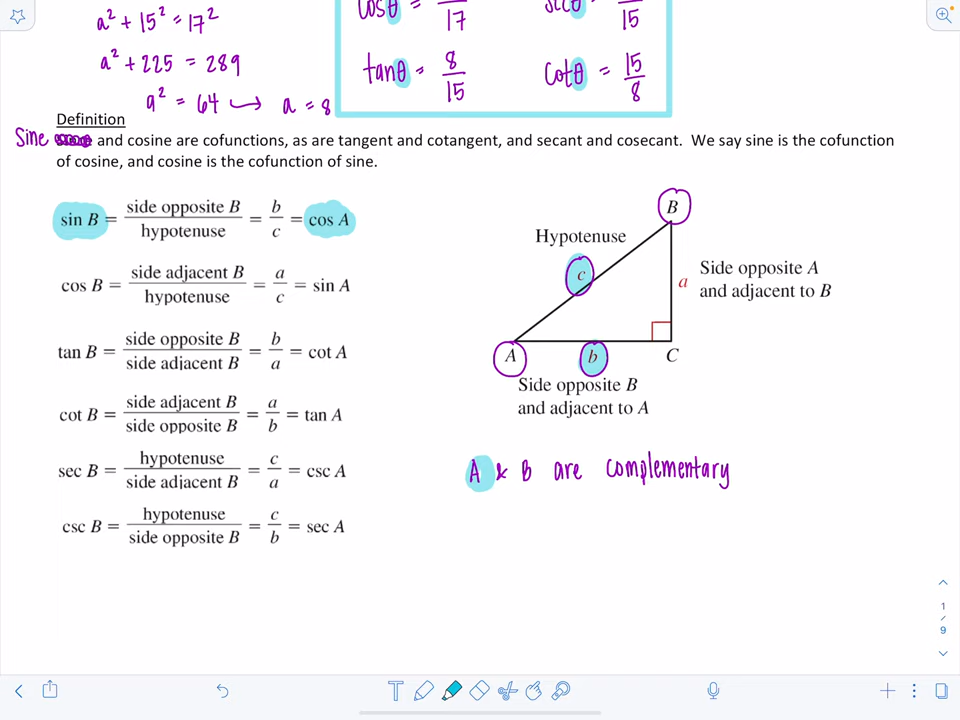 a² + 15² = 17²
cosθ = 17
secθ = 15
a² + 225 = 289
tanθ = 8/15
cotθ = 15/8
a² = 64 → a = 8
Definition
Sine and cosine are cofunctions, as are tangent and cotangent, and secant and cosecant. We say sine is the cofunction
of cosine, and cosine is the cofunction of sine.
sin B = side opposite B / hypotenuse = b/c = cos A
cos B = side adjacent B / hypotenuse = a/c = sin A
tan B = side opposite B / side adjacent B = b/a = cot A
cot B = side adjacent B / side opposite B = a/b = tan A
sec B = hypotenuse / side adjacent B = c/a = csc A
csc B = hypotenuse / side opposite B = c/b = sec A
B
Hypotenuse
c
a
Side opposite A
and adjacent to B
A
b
C
Side opposite B
and adjacent to A
A & B are complementary
1
/
9
T